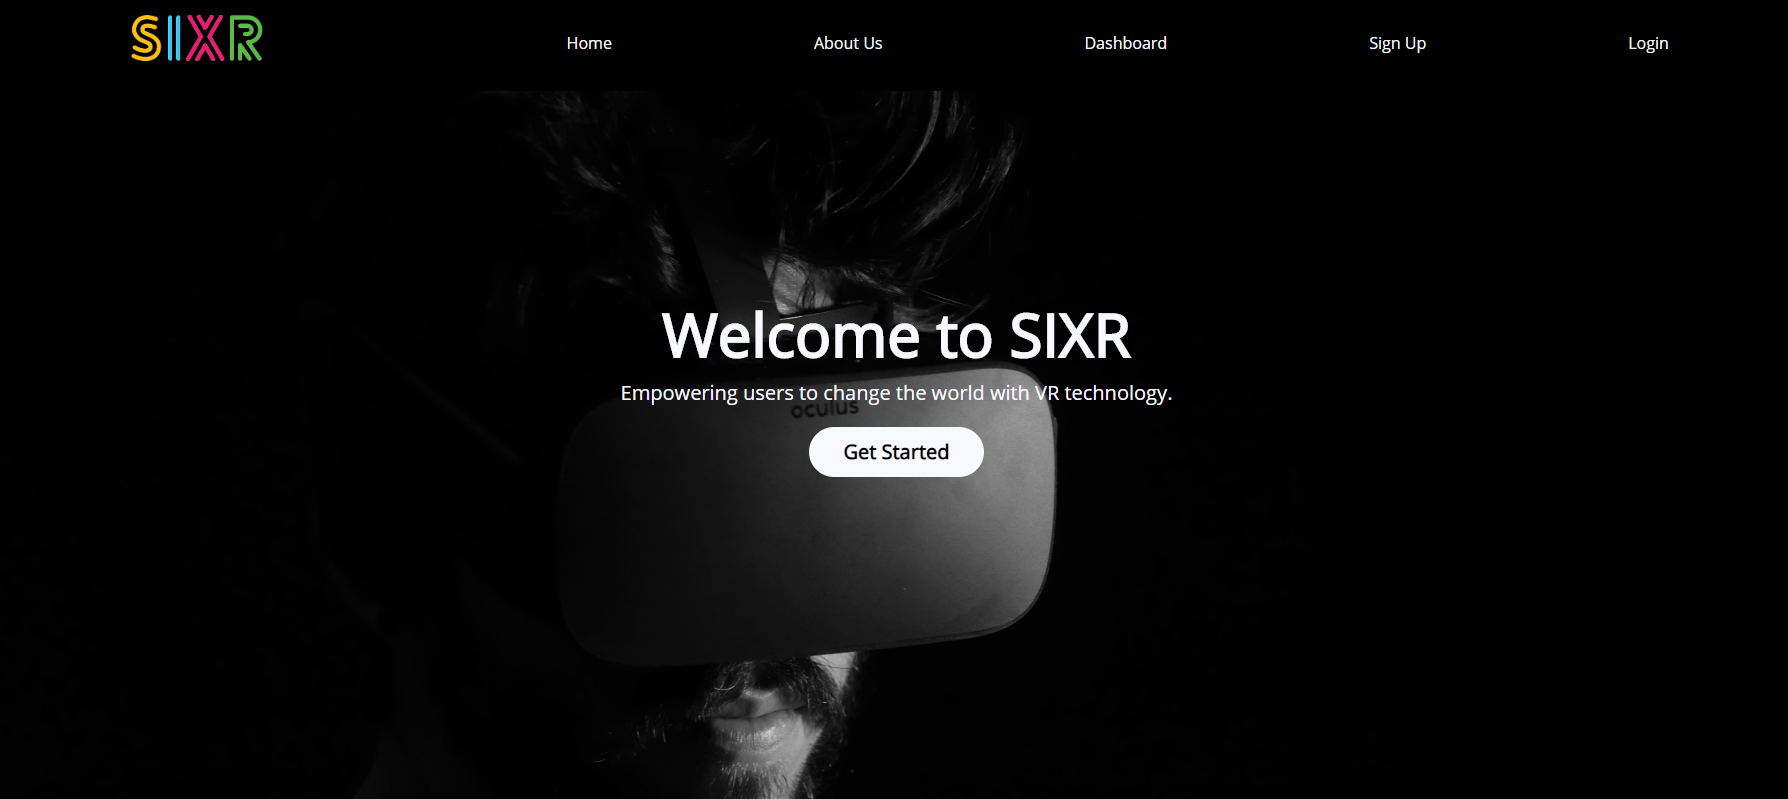 SIXR
Home
About Us
Dashboard
Sign Up
Login
Welcome to SIXR
Empowering users to change the world with VR technology.
oculus
Get Started